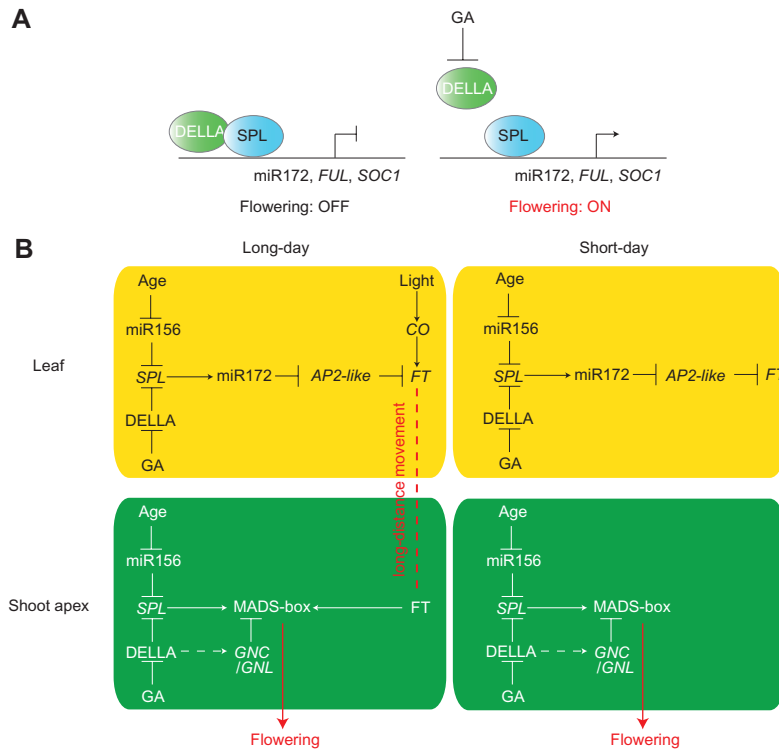 A
GA
DELLA
DELLA
SPL
SPL
miR172, FUL, SOC1
miR172, FUL, SOC1
Flowering: OFF
Flowering: ON
B
Long-day
Short-day
Leaf
Age
Light
miR156
CO
SPL
miR172
AP2-like
FT
DELLA
GA
long-distance movement
Age
miR156
SPL
miR172
AP2-like
FT
DELLA
GA
Shoot apex
Age
miR156
SPL
MADS-box
FT
DELLA
GNC
/GNL
GA
Flowering
Age
miR156
SPL
MADS-box
DELLA
GNC
/GNL
GA
Flowering